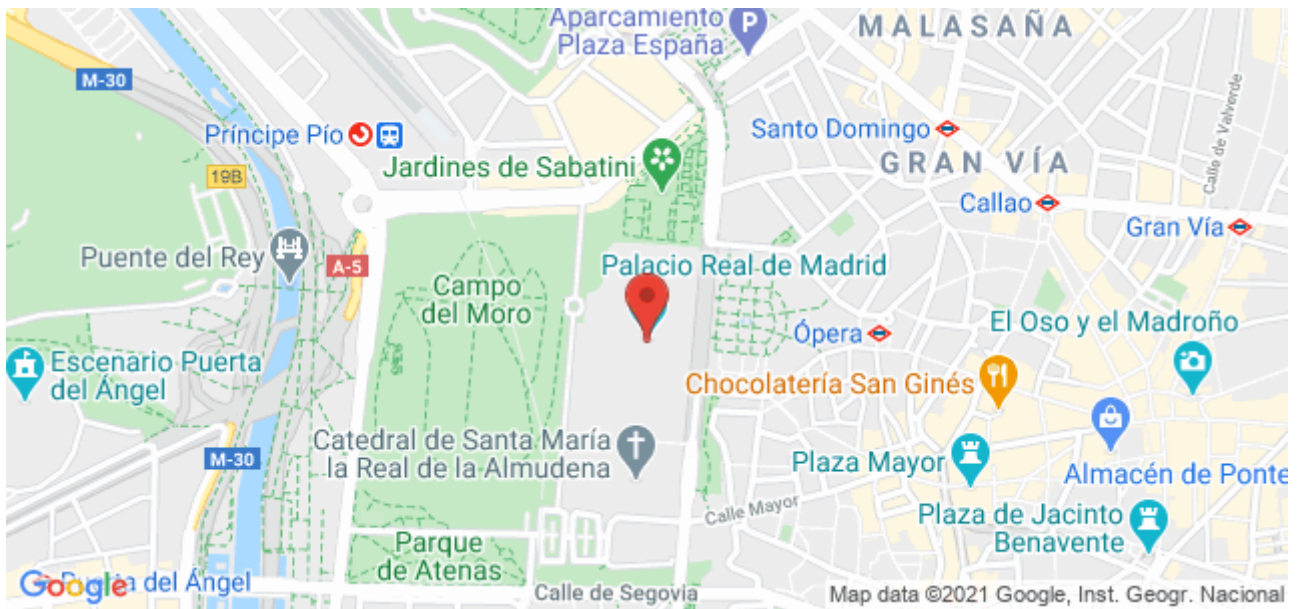 Aparcamiento
Plaza España
MALASAÑA
M-30
Príncipe Pío
Santo Domingo
Calle de Valverde
Jardines de Sabatini
GRAN VÍA
19B
Callao
Gran Vía
Puente del Rey
A-5
Palacio Real de Madrid
Campo
del Moro
Ópera
El Oso y el Madroño
Escenario Puerta
del Ángel
Chocolatería San Ginés
Catedral de Santa María
la Real de la Almudena
M-30
Plaza Mayor
Almacén de Ponte
Calle Mayor
Plaza de Jacinto
Benavente
Parque
de Atenas
Google
Puerta del Ángel
Calle de Segovia
Map data ©2021 Google, Inst. Geogr. Nacional